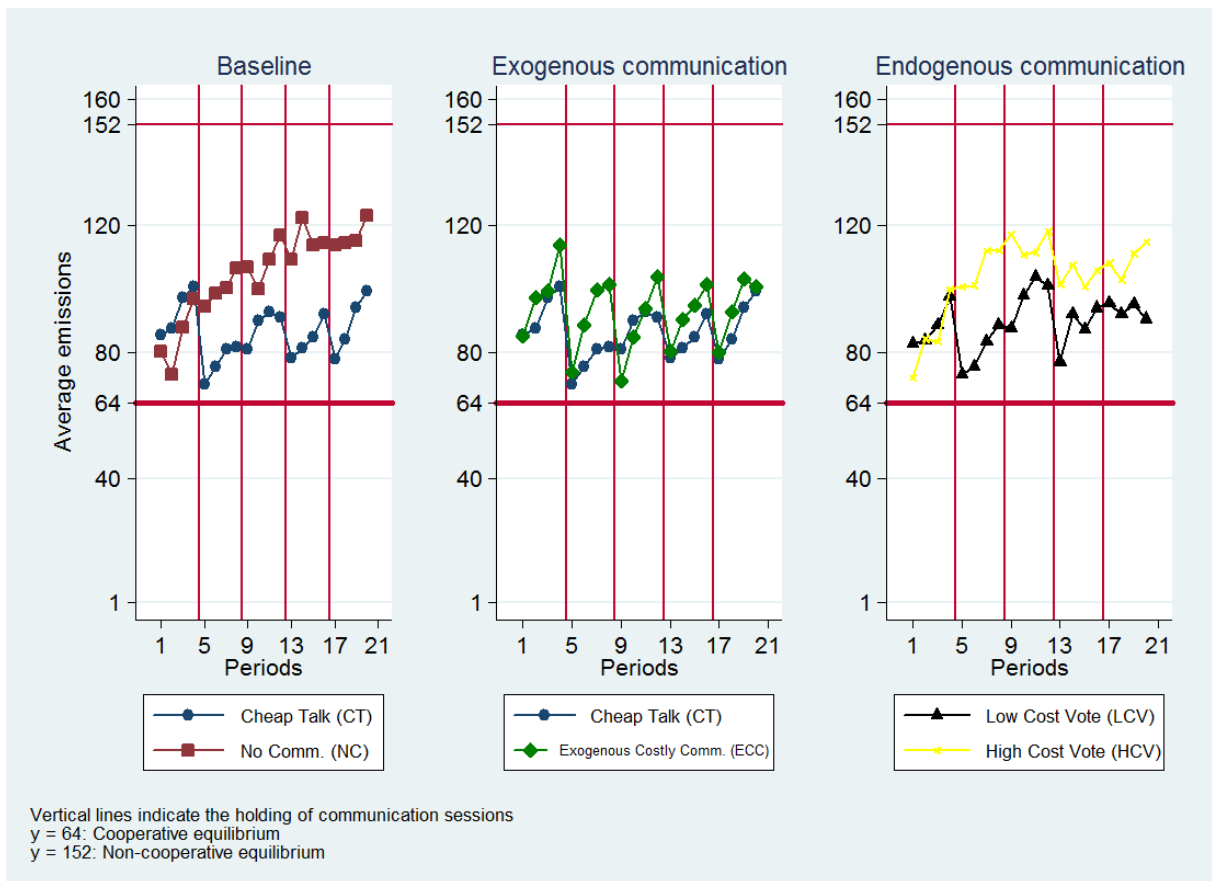 Baseline
Exogenous communication
Endogenous communication
Average emissions
160
152
120
80
64
40
1
1 5 9 13 17 21
Periods
160
152
120
80
64
40
1
1 5 9 13 17 21
Periods
160
152
120
80
64
40
1
1 5 9 13 17 21
Periods
Cheap Talk (CT)
No Comm. (NC)
Cheap Talk (CT)
Exogenous Costly Comm. (ECC)
Low Cost Vote (LCV)
High Cost Vote (HCV)
Vertical lines indicate the holding of communication sessions
y = 64: Cooperative equilibrium
y = 152: Non-cooperative equilibrium